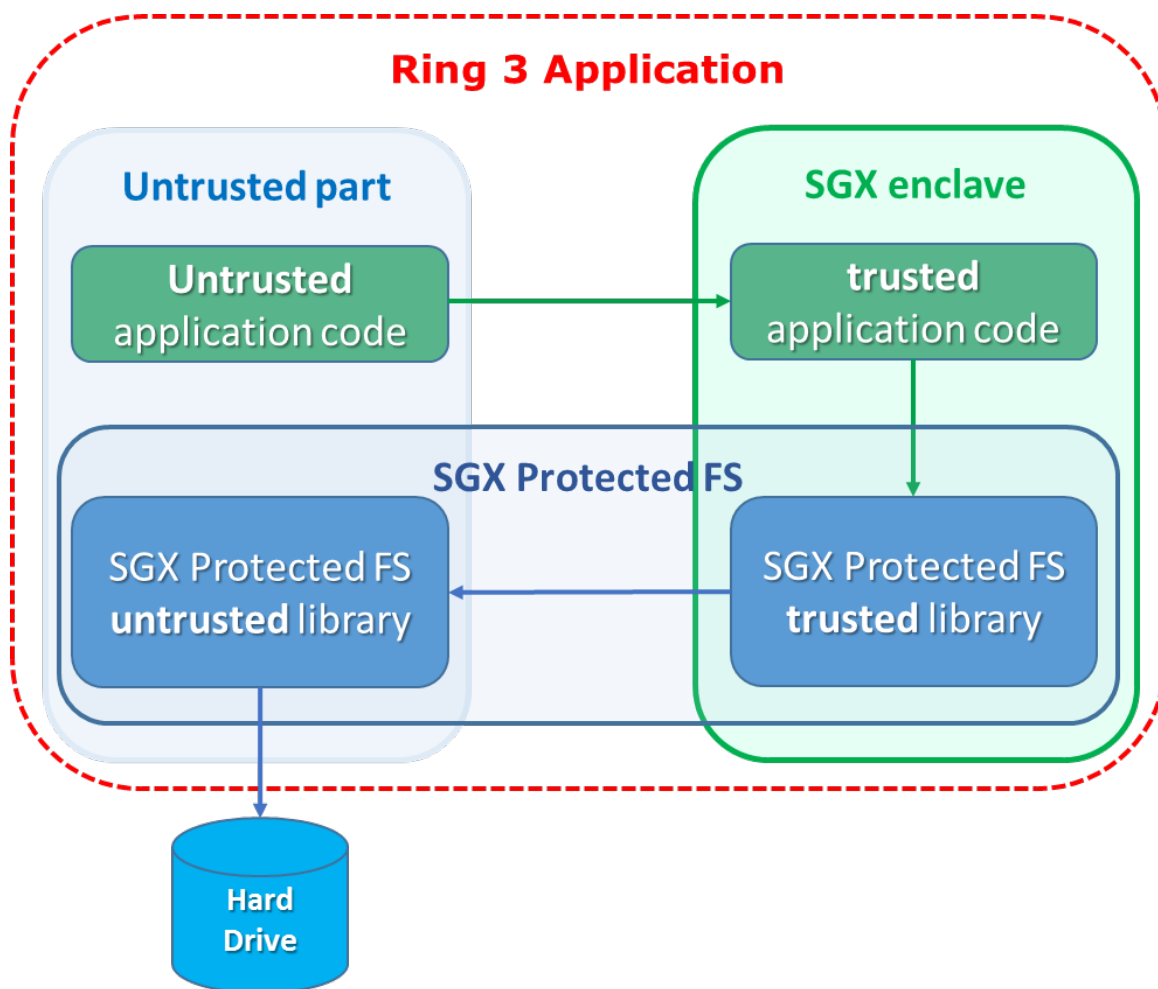 Ring 3 Application
Untrusted part
SGX enclave
Untrusted
application code
trusted
application code
SGX Protected FS
SGX Protected FS
untrusted library
SGX Protected FS
trusted library
Hard
Drive